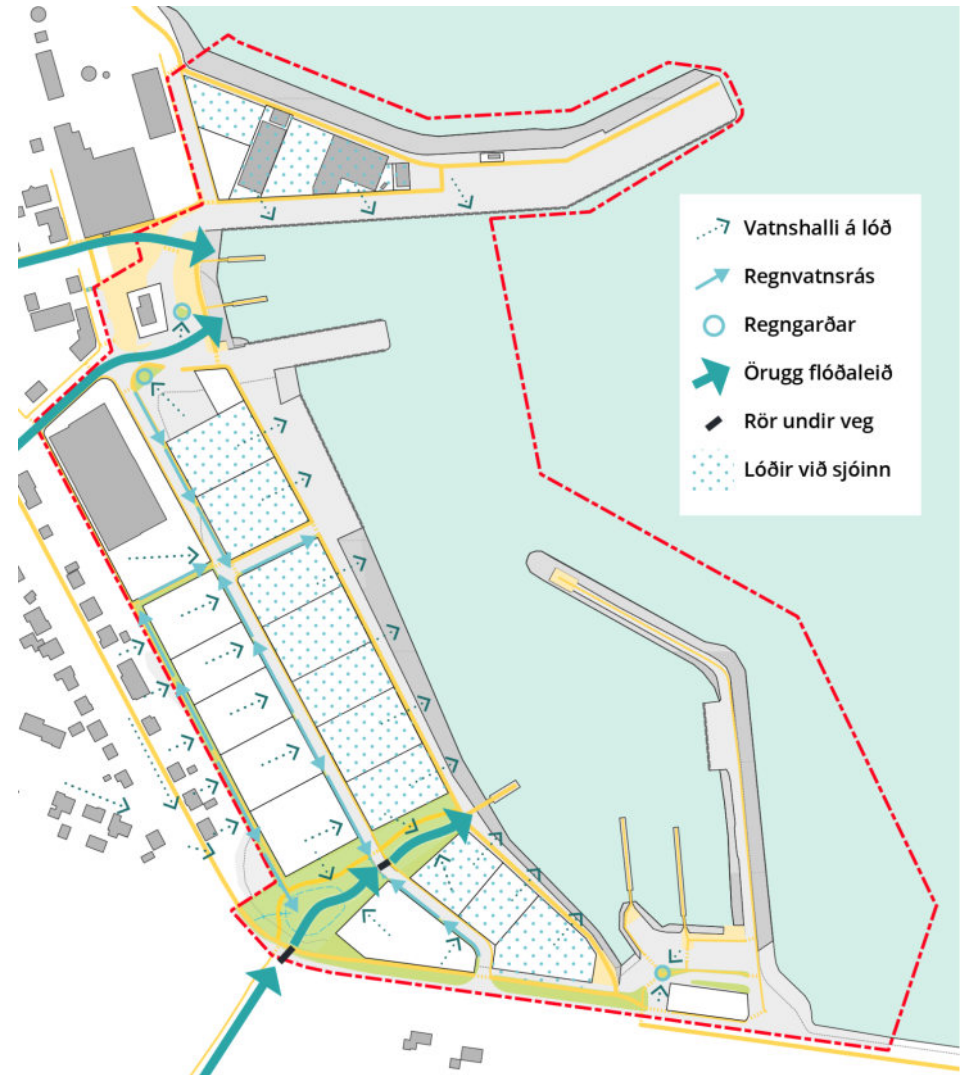 Vatnshalli á lóð
Regnvatnsrás
Regngarðar
Örugg flóðaleið
Rör undir veg
Lóðir við sjóinn